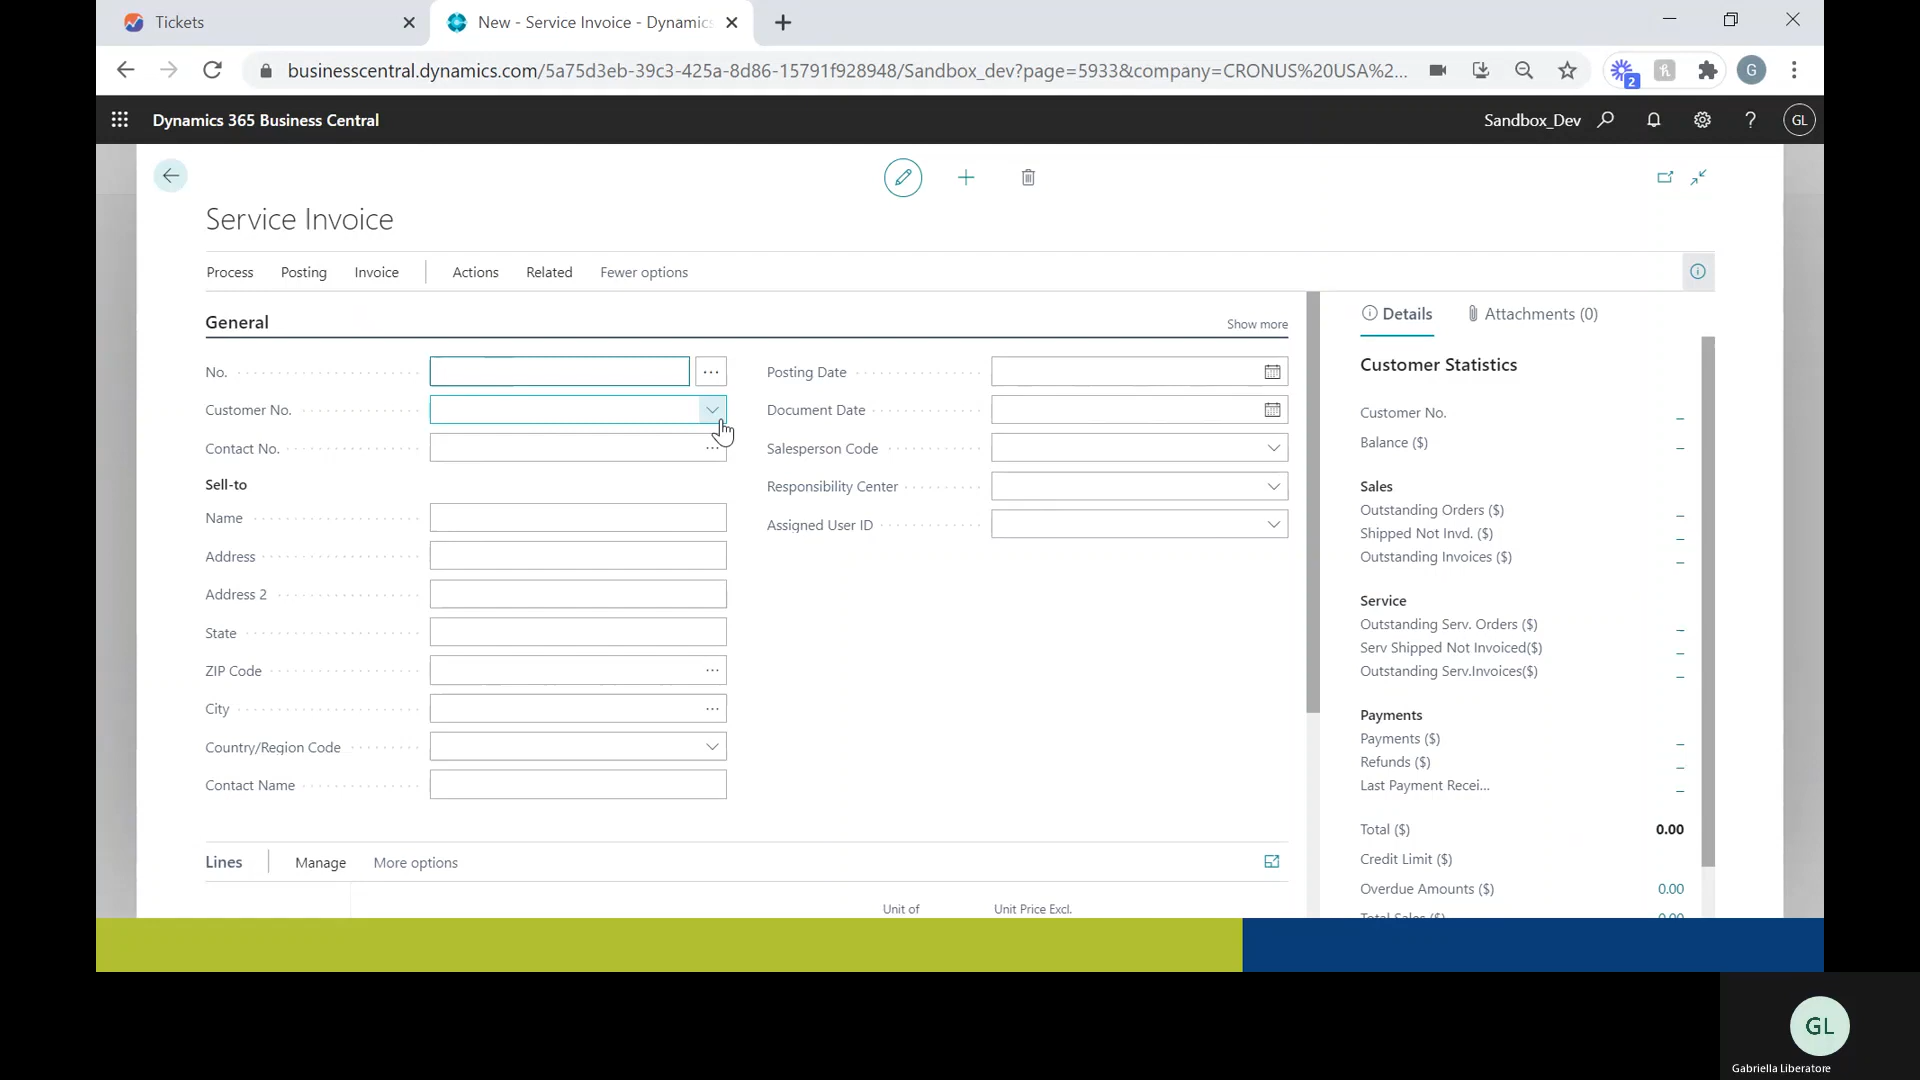 Tickets
New - Service Invoice - Dynamics
businesscentral.dynamics.com/5a75d3eb-39c3-425a-8d86-15791f928948/Sandbox_dev?page=5933&company=CRONUS%20USA%2...
2
G
Dynamics 365 Business Central
Sandbox_Dev
?
GL
Service Invoice
Process
Posting
Invoice
Actions
Related
Fewer options
General
Show more
No.
Customer No.
Contact No.
Sell-to
Name
Address
Address 2
State
ZIP Code
City
Country/Region Code
Contact Name
Posting Date
Document Date
Salesperson Code
Responsibility Center
Assigned User ID
Lines
Manage
More options
Unit of
Unit Price Excl.
Details
Attachments (0)
Customer Statistics
Customer No. _
Balance ($) _
Sales
Outstanding Orders ($) _
Shipped Not Invd. ($) _
Outstanding Invoices ($) _
Service
Outstanding Serv. Orders ($) _
Serv Shipped Not Invoiced($) _
Outstanding Serv.Invoices($) _
Payments
Payments ($) _
Refunds ($) _
Last Payment Recei... _
Total ($) 0.00
Credit Limit ($)
Overdue Amounts ($) 0.00
Total Sales ($) 0.00
GL
Gabriella Liberatore